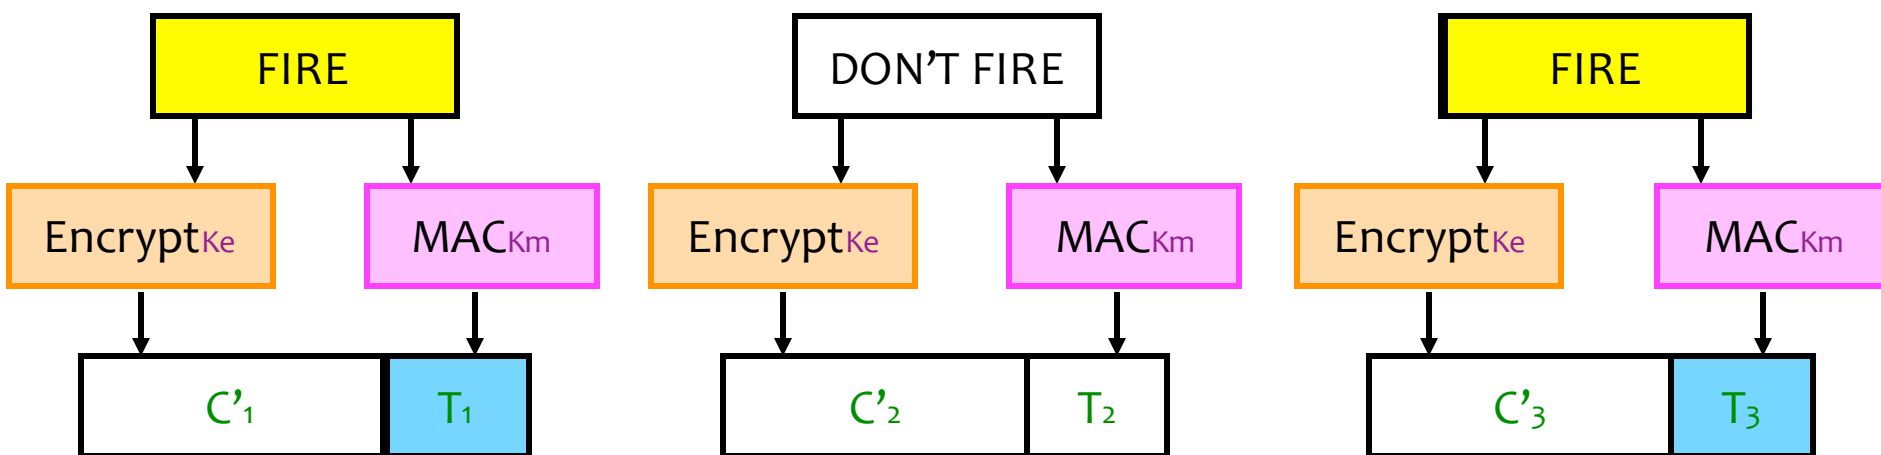 FIRE DON’T FIRE FIRE
EncryptKe MACKm EncryptKe MACKm EncryptKe MACKm
C’1 T1 C’2 T2 C’3 T3